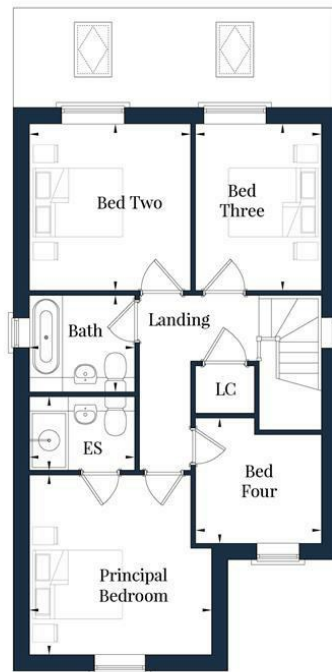 Bed Two
Bed
Three
Bath
Landing
LC
ES
Bed
Four
Principal
Bedroom